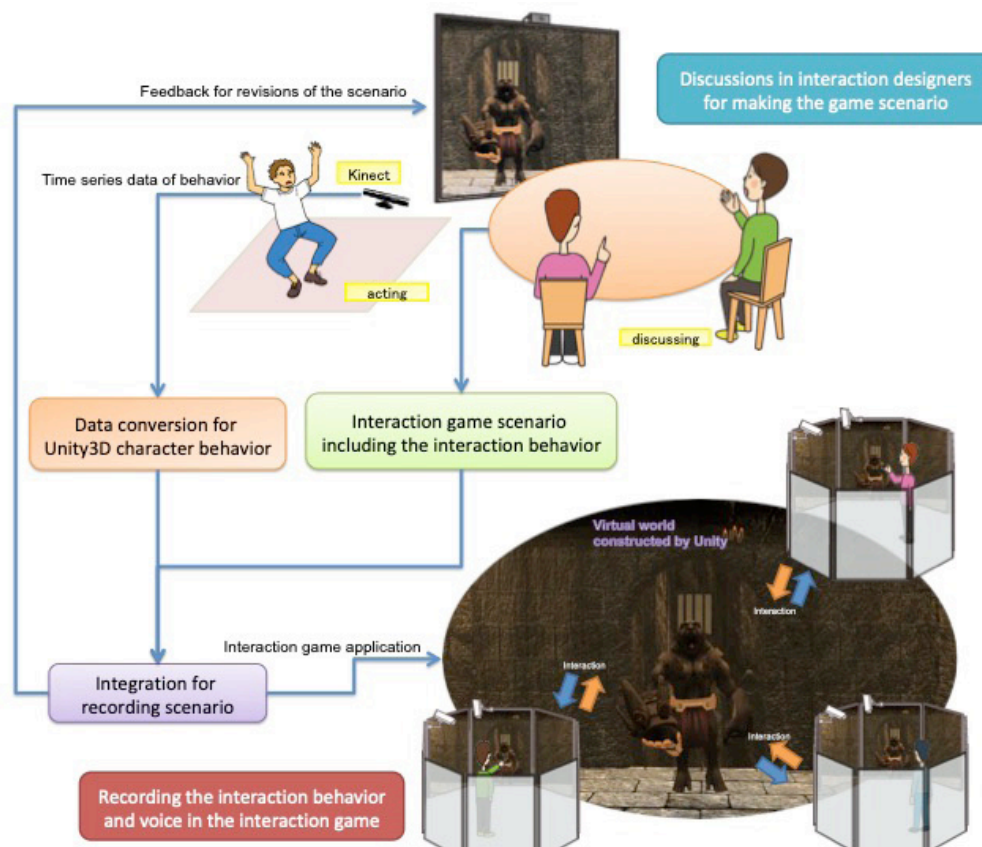 Feedback for revisions of the scenario
Discussions in interaction designers
for making the game scenario
Time series data of behavior
Kinect
acting
discussing
Data conversion for
Unity3D character behavior
Interaction game scenario
including the interaction behavior
Virtual world
constructed by Unity
Interaction
Interaction game application
Interaction
Integration for
recording scenario
Interaction
Recording the interaction behavior
and voice in the interaction game